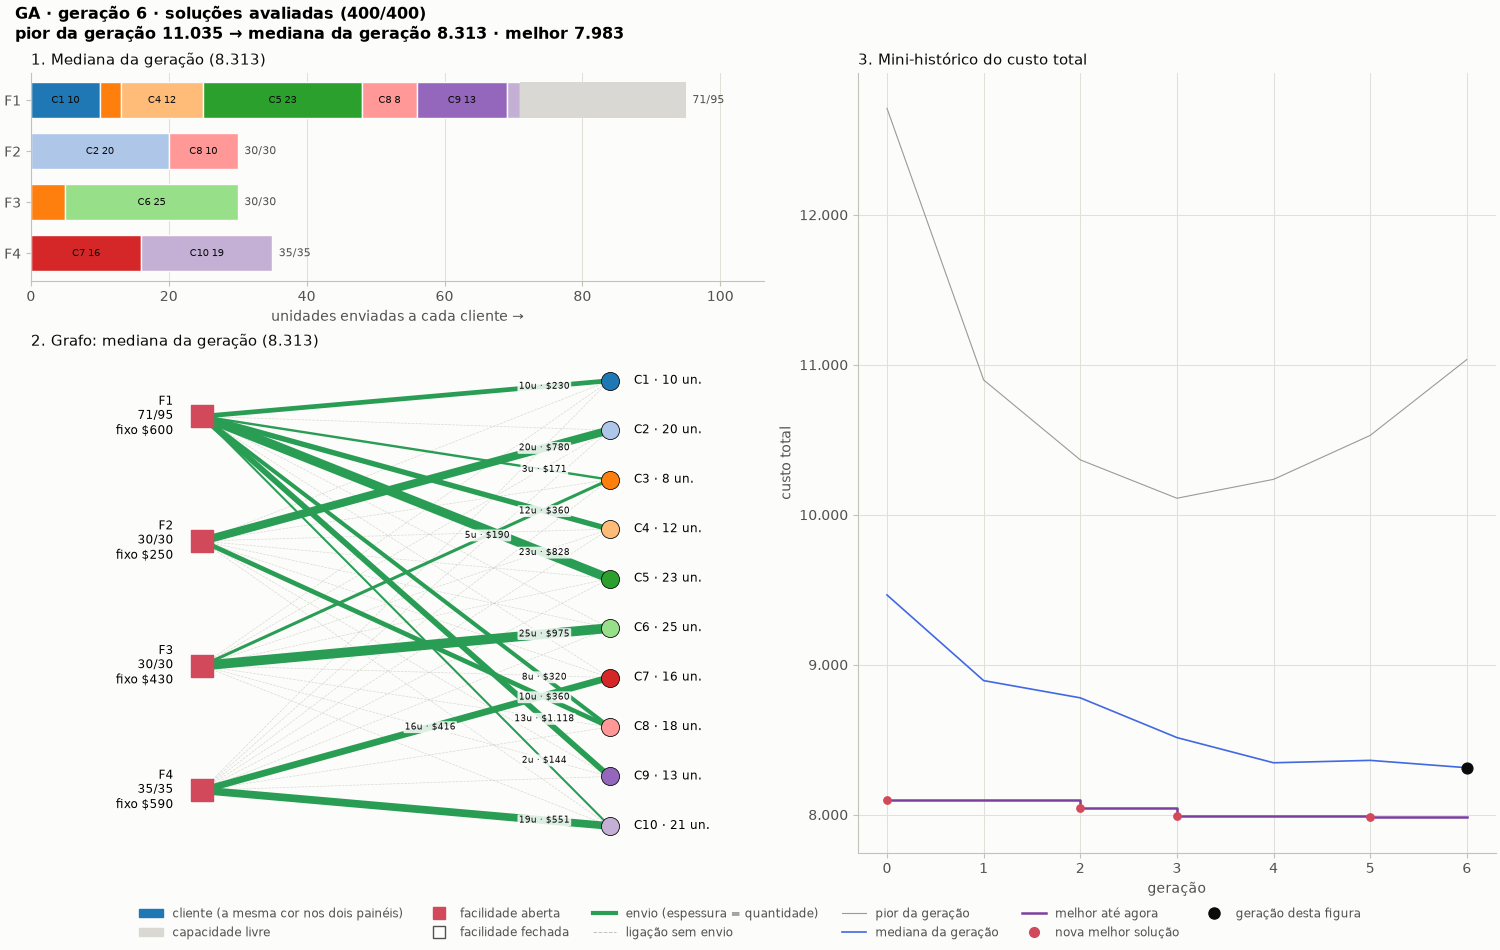 GA · geração 6 · soluções avaliadas (400/400)
pior da geração 11.035 → mediana da geração 8.313 · melhor 7.983
1. Mediana da geração (8.313)
F1
C1 10
C4 12
C5 23
C8 8
C9 13
71/95
F2
C2 20
C8 10
30/30
F3
C6 25
30/30
F4
C7 16
C10 19
35/35
0
20
40
60
80
100
unidades enviadas a cada cliente →
2. Grafo: mediana da geração (8.313)
F1
71/95
fixo $600
F2
30/30
fixo $250
F3
30/30
fixo $430
F4
35/35
fixo $590
10u · $230
20u · $780
3u · $171
12u · $360
5u · $190
23u · $828
25u · $975
8u · $320
10u · $360
13u · $1.118
16u · $416
2u · $144
19u · $551
C1 · 10 un.
C2 · 20 un.
C3 · 8 un.
C4 · 12 un.
C5 · 23 un.
C6 · 25 un.
C7 · 16 un.
C8 · 18 un.
C9 · 13 un.
C10 · 21 un.
3. Mini-histórico do custo total
custo total
12.000
11.000
10.000
9.000
8.000
0
1
2
3
4
5
6
geração
cliente (a mesma cor nos dois painéis)
capacidade livre
facilidade aberta
facilidade fechada
envio (espessura = quantidade)
ligação sem envio
pior da geração
mediana da geração
melhor até agora
nova melhor solução
geração desta figura